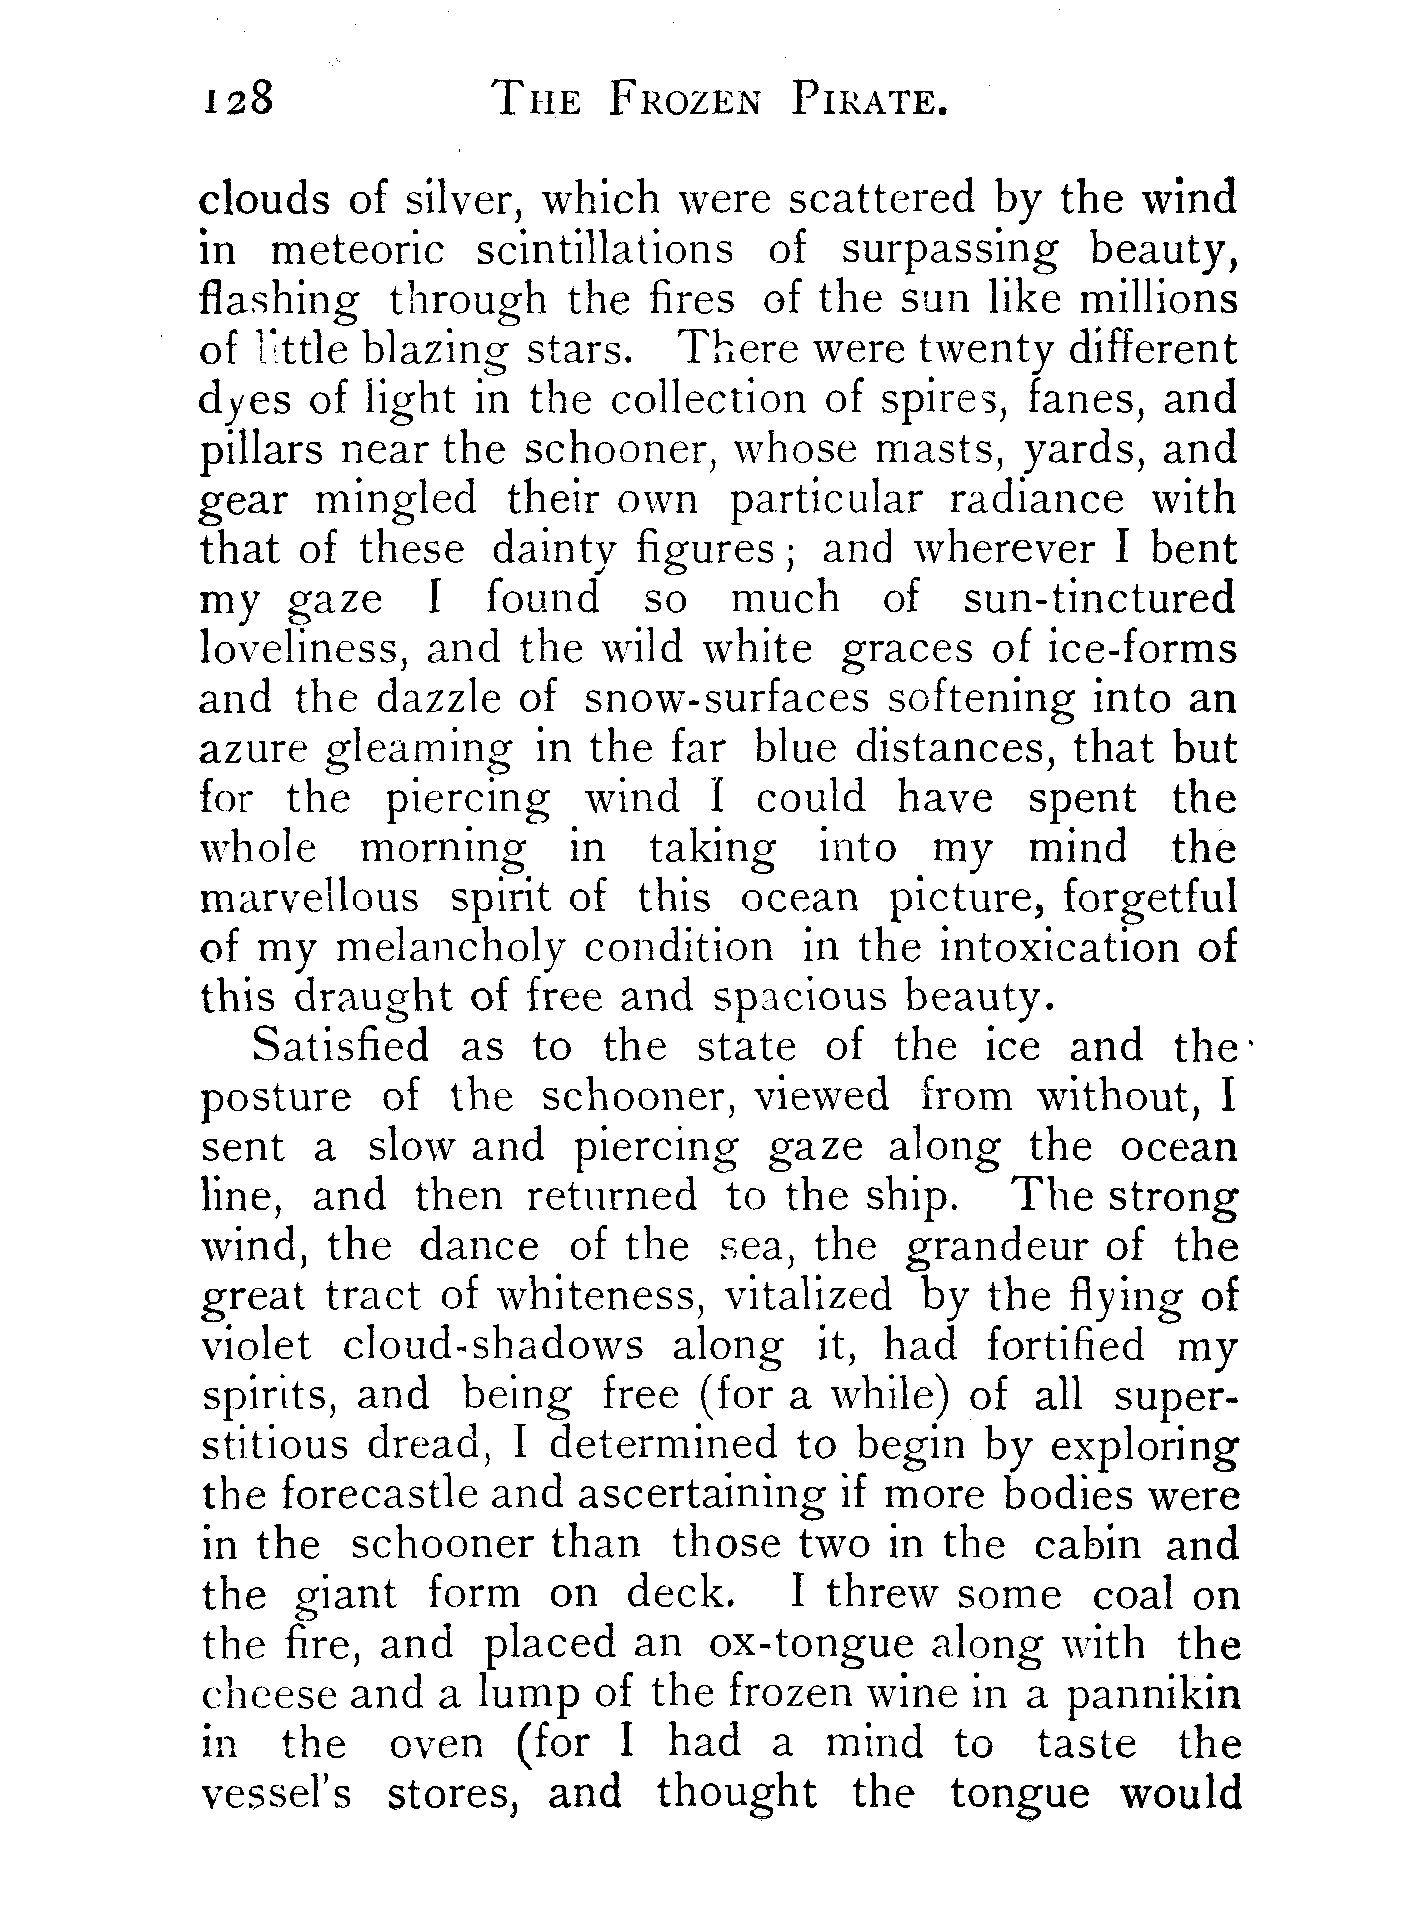 128 THE FROZEN PIRATE.
clouds of silver, which were scattered by the wind
in meteoric scintillations of surpassing beauty,
flashing through the fires of the sun like millions
of little blazing stars. There were twenty different
dyes of light in the collection of spires, fanes, and
pillars near the schooner, whose masts, yards, and
gear mingled their own particular radiance with
that of these dainty figures ; and wherever I bent
my gaze I found so much of sun-tinctured
loveliness, and the wild white graces of ice-forms
and the dazzle of snow-surfaces softening into an
azure gleaming in the far blue distances, that but
for the piercing wind I could have spent the
whole morning in taking into my mind the
marvellous spirit of this ocean picture, forgetful
of my melancholy condition in the intoxication of
this draught of free and spacious beauty.
Satisfied as to the state of the ice and the
posture of the schooner, viewed from without, I
sent a slow and piercing gaze along the ocean
line, and then returned to the ship. The strong
wind, the dance of the sea, the grandeur of the
great tract of whiteness, vitalized by the flying of
violet cloud-shadows along it, had fortified my
spirits, and being free (for a while) of all super-
stitious dread, I determined to begin by exploring
the forecastle and ascertaining if more bodies were
in the schooner than those two in the cabin and
the giant form on deck. I threw some coal on
the fire, and placed an ox-tongue along with the
cheese and a lump of the frozen wine in a pannikin
in the oven (for I had a mind to taste the
vessel's stores, and thought the tongue would